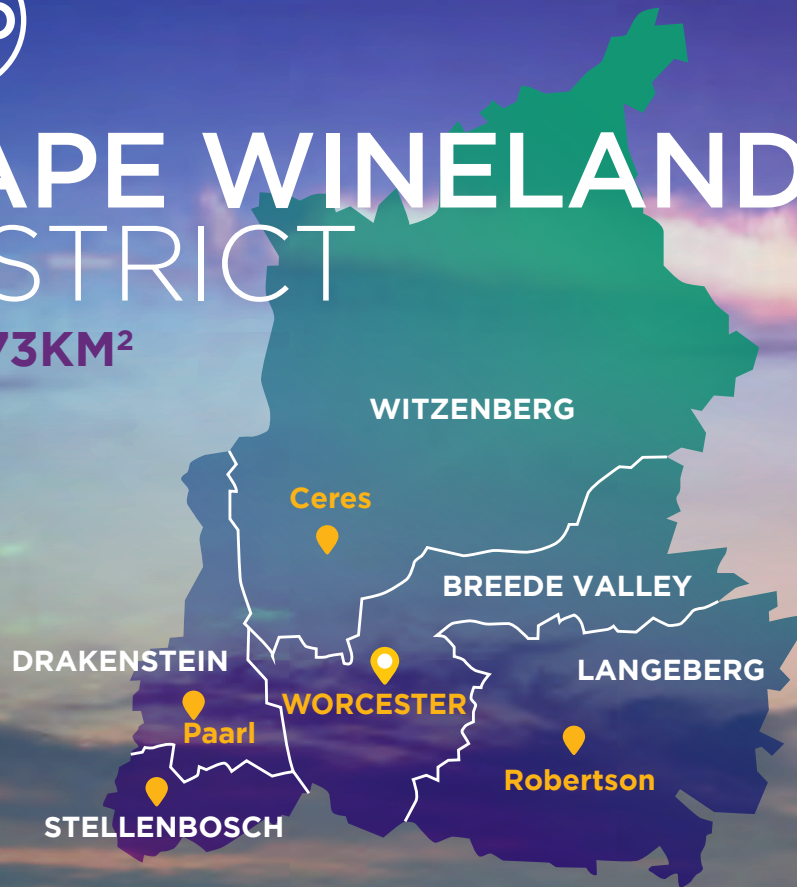 APE WINELAND
STRICT
73KM²
WITZENBERG
Ceres
BREEDE VALLEY
DRAKENSTEIN
LANGEBERG
WORCESTER
Paarl
Robertson
STELLENBOSCH